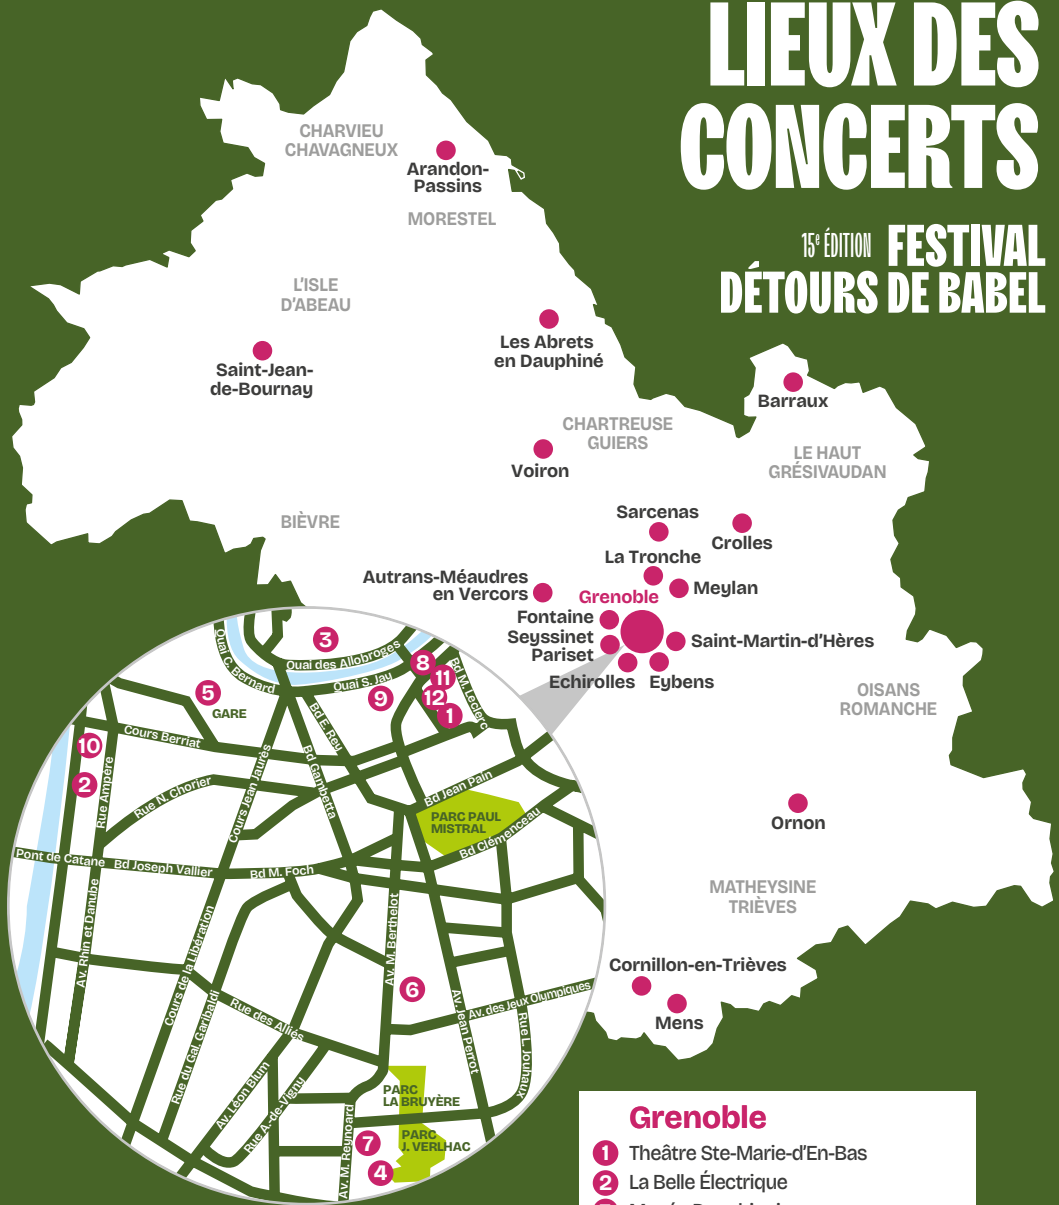 LIEUX DES
CONCERTS
15e ÉDITION FESTIVAL
DÉTOURS DE BABEL
CHARVIEU
CHAVAGNEUX
Arandon-
Passins
MORESTEL
L'ISLE
D'ABEAU
Les Abrets
en Dauphiné
Saint-Jean-
de-Bournay
Barraux
CHARTREUSE
GUIERS
LE HAUT
GRÉSIVAUDAN
Voiron
BIÈVRE
Sarcenas
Crolles
La Tronche
Autrans-Méaudres
en Vercors
Meylan
Grenoble
Fontaine
Seyssinet
Pariset
Saint-Martin-d'Hères
Echirolles
Eybens
OISANS
ROMANCHE
Ornon
MATHEYSINE
TRIÈVES
Cornillon-en-Trièves
Mens
3
Quai des Allobroges
Quai C. Bernard
8
Bd M. Leclerc
11
Quai S. Jay
12
9
5
GARE
1
Bd E. Rey
Cours Berriat
10
Bd Gambetta
Cours Jean Jaurès
2
Rue Ampère
Rue N. Chorier
Bd Jean Pain
PARC PAUL
MISTRAL
Bd Clémenceau
Pont de Catane
Bd Joseph Vallier
Bd M. Foch
Av. Rhin et Danube
Cours de la Libération
Av. M. Berthelot
6
Av. des Jeux Olympiques
Av. Jean Perrot
Rue L. Jouhaux
Rue des Alliés
Rue du Gal. Garibaldi
Av. Léon Blum
Rue A.-de-Vigny
PARC
LA BRUYÈRE
Av. M. Reynoard
7
PARC
J. VERLHAC
4
Grenoble
1 Theâtre Ste-Marie-d'En-Bas
2 La Belle Électrique